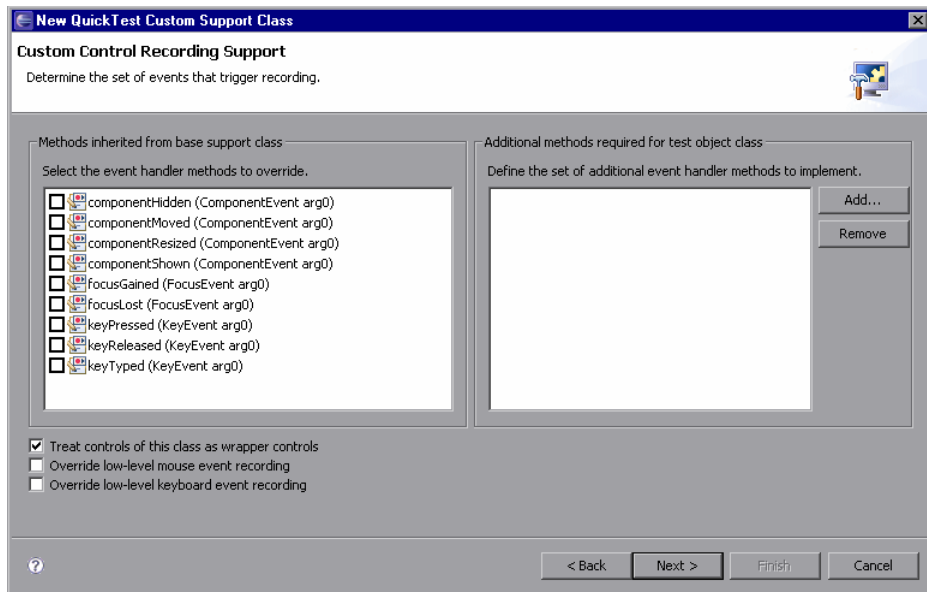 New QuickTest Custom Support Class
Custom Control Recording Support
Determine the set of events that trigger recording.
Methods inherited from base support class
Select the event handler methods to override.
componentHidden (ComponentEvent arg0)
componentMoved (ComponentEvent arg0)
componentResized (ComponentEvent arg0)
componentShown (ComponentEvent arg0)
focusGained (FocusEvent arg0)
focusLost (FocusEvent arg0)
keyPressed (KeyEvent arg0)
keyReleased (KeyEvent arg0)
keyTyped (KeyEvent arg0)
Additional methods required for test object class
Define the set of additional event handler methods to implement.
Add...
Remove
Treat controls of this class as wrapper controls
Override low-level mouse event recording
Override low-level keyboard event recording
?
< Back
Next >
Finish
Cancel